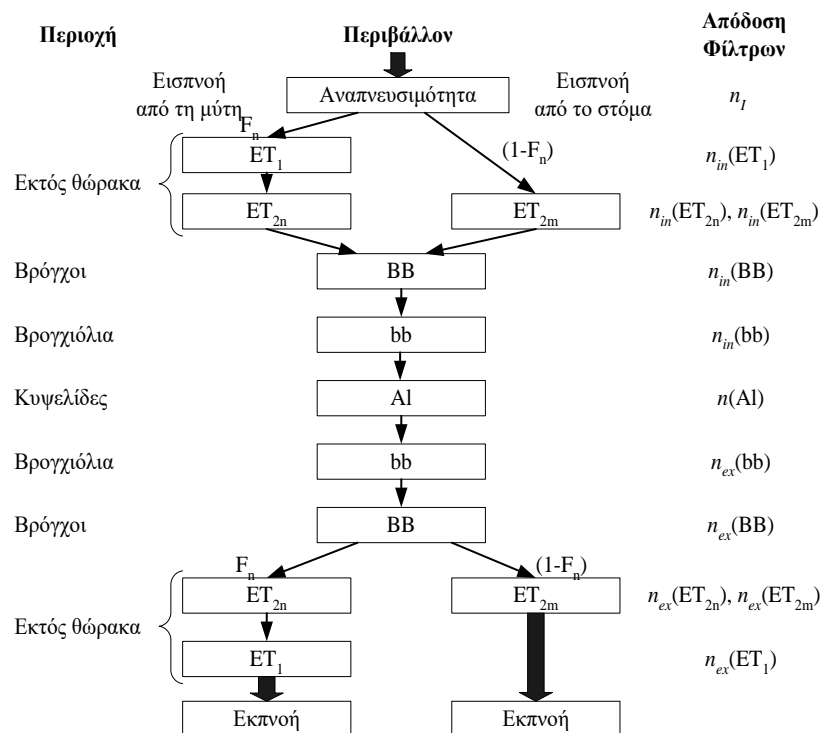 Περιοχή
Περιβάλλον
Απόδοση
Φίλτρων
Εισπνοή
από τη μύτη
Αναπνευσιμότητα
Εισπνοή
από το στόμα
n_I
F_n
(1-F_n)
Εκτός θώρακα
ET_1
n_in(ET_1)
ET_2n
ET_2m
n_in(ET_2n), n_in(ET_2m)
Βρόγχοι
BB
n_in(BB)
Βρογχιόλια
bb
n_in(bb)
Κυψελίδες
Al
n(Al)
Βρογχιόλια
bb
n_ex(bb)
Βρόγχοι
BB
n_ex(BB)
F_n
(1-F_n)
Εκτός θώρακα
ET_2n
ET_2m
n_ex(ET_2n), n_ex(ET_2m)
ET_1
n_ex(ET_1)
Εκπνοή
Εκπνοή